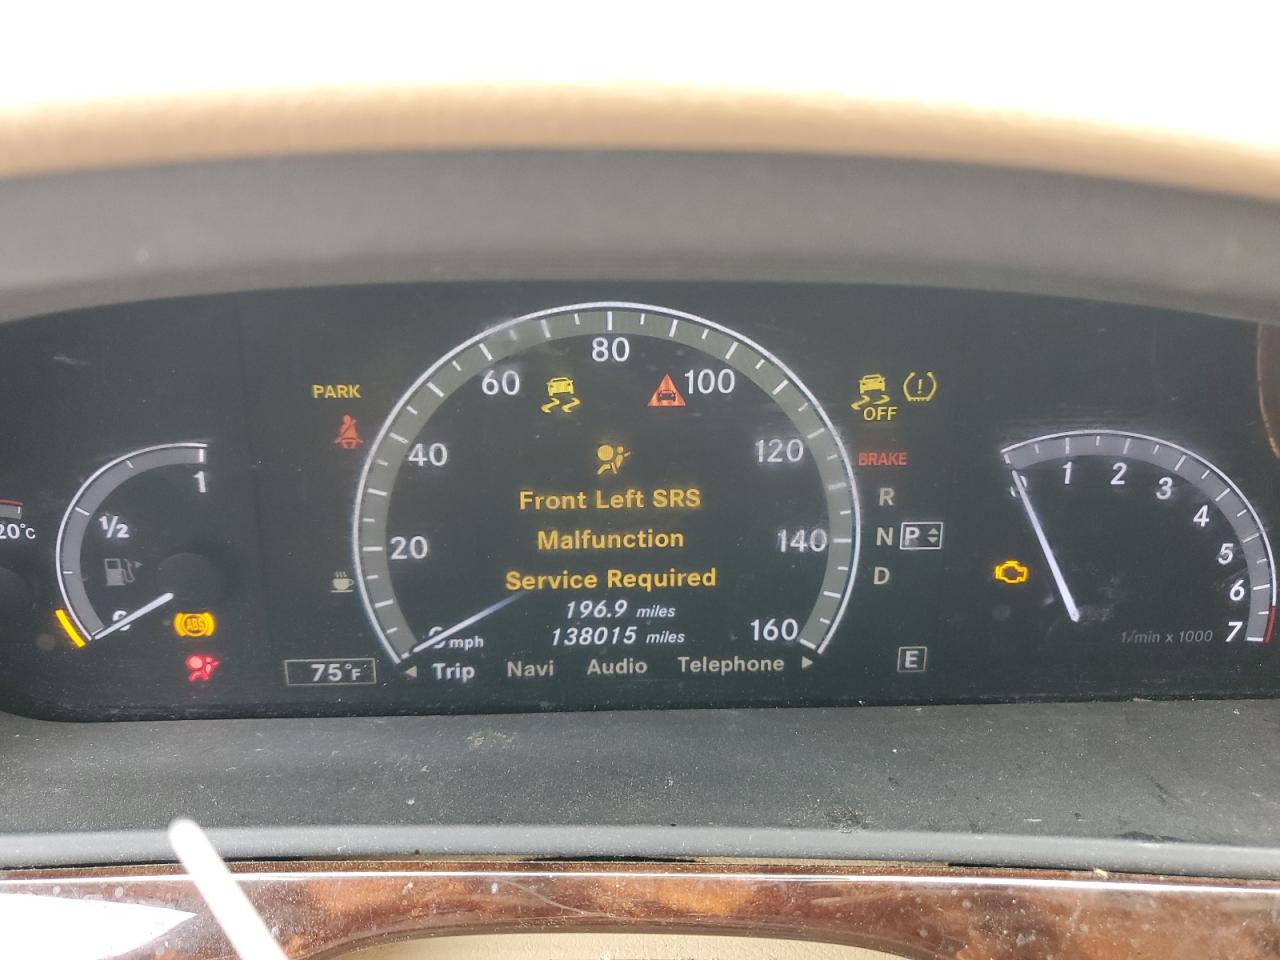 80
60
100
PARK
OFF
40
120
BRAKE
1
1
2
3
4
5
6
7
R
Front Left SRS
20°C
½
20
Malfunction
140
N
P
Service Required
D
196.9 miles
ABS
138015 miles
160
mph
1/min x 1000
75°F
Trip
Navi
Audio
Telephone
E